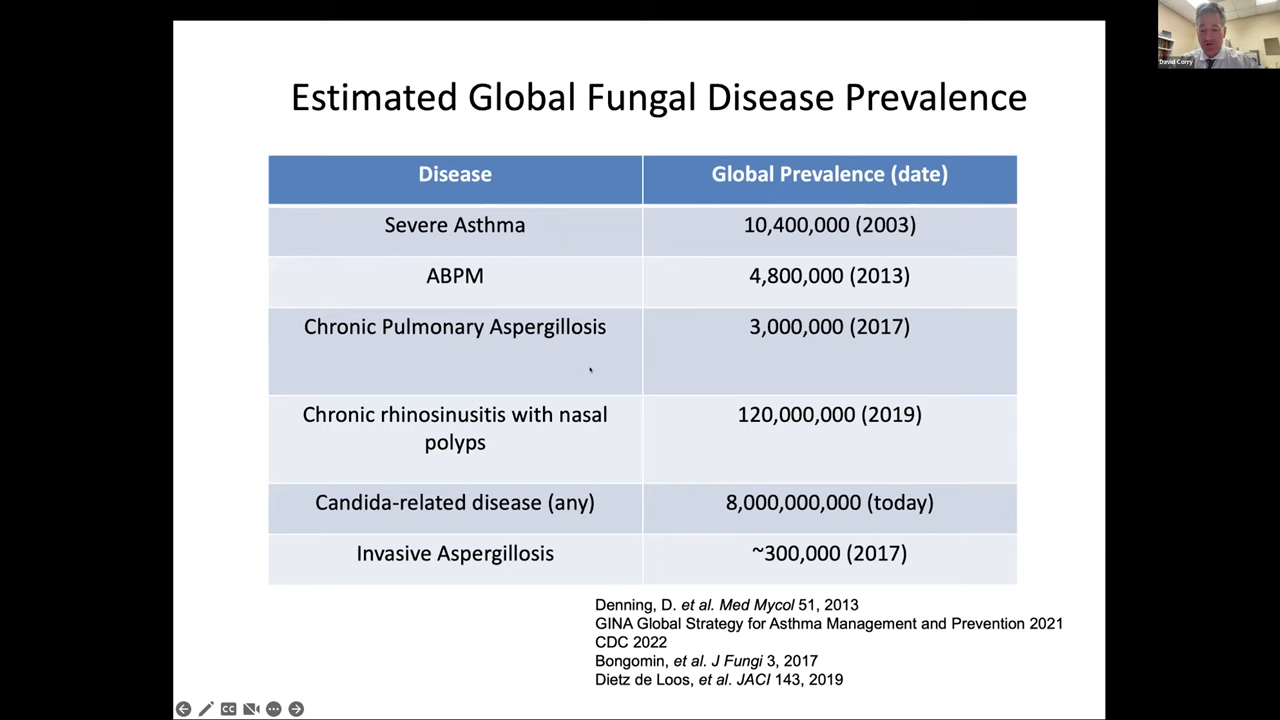 David Corry
Estimated Global Fungal Disease Prevalence
Disease
Global Prevalence (date)
Severe Asthma
10,400,000 (2003)
ABPM
4,800,000 (2013)
Chronic Pulmonary Aspergillosis
3,000,000 (2017)
Chronic rhinosinusitis with nasal
polyps
120,000,000 (2019)
Candida-related disease (any)
8,000,000,000 (today)
Invasive Aspergillosis
~300,000 (2017)
Denning, D. et al. Med Mycol 51, 2013
GINA Global Strategy for Asthma Management and Prevention 2021
CDC 2022
Bongomin, et al. J Fungi 3, 2017
Dietz de Loos, et al. JACI 143, 2019
CC